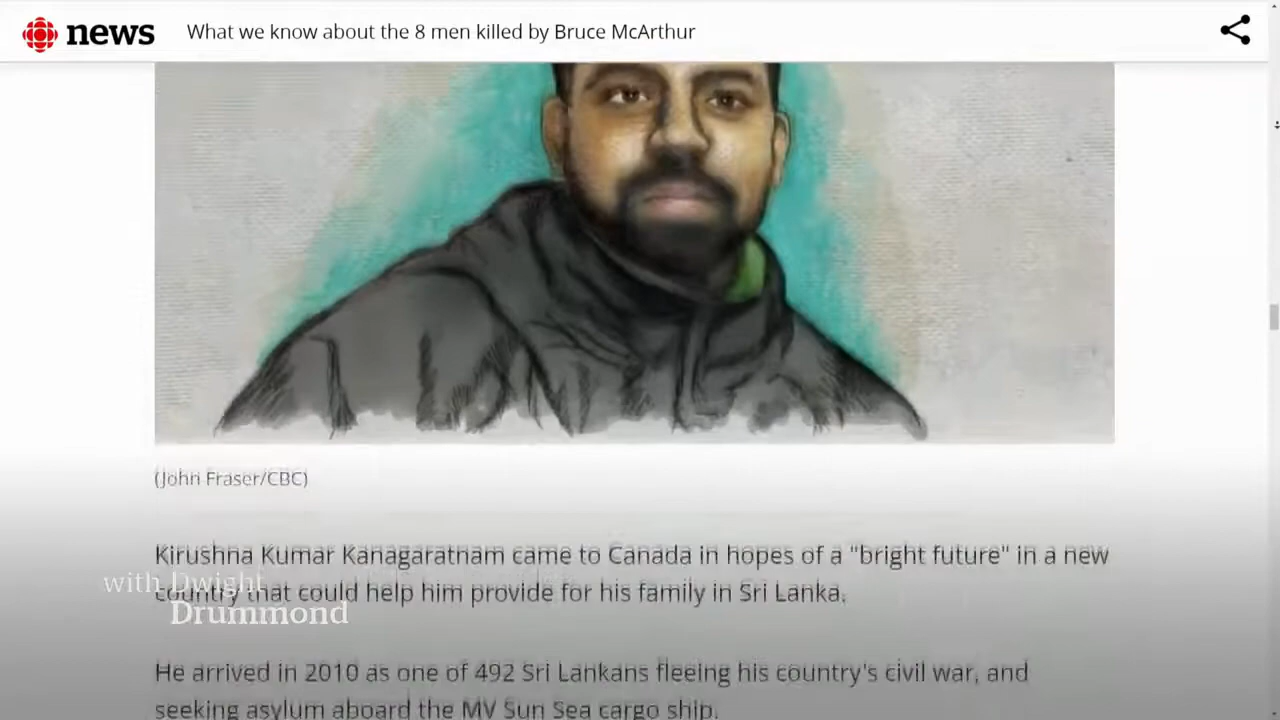 news What we know about the 8 men killed by Bruce McArthur
(John Fraser/CBC)
Kirushna Kumar Kanagaratnam came to Canada in hopes of a "bright future" in a new
with Dwight
country that could help him provide for his family in Sri Lanka.
Drummond
He arrived in 2010 as one of 492 Sri Lankans fleeing his country's civil war, and
seeking asylum aboard the MV Sun Sea cargo ship.